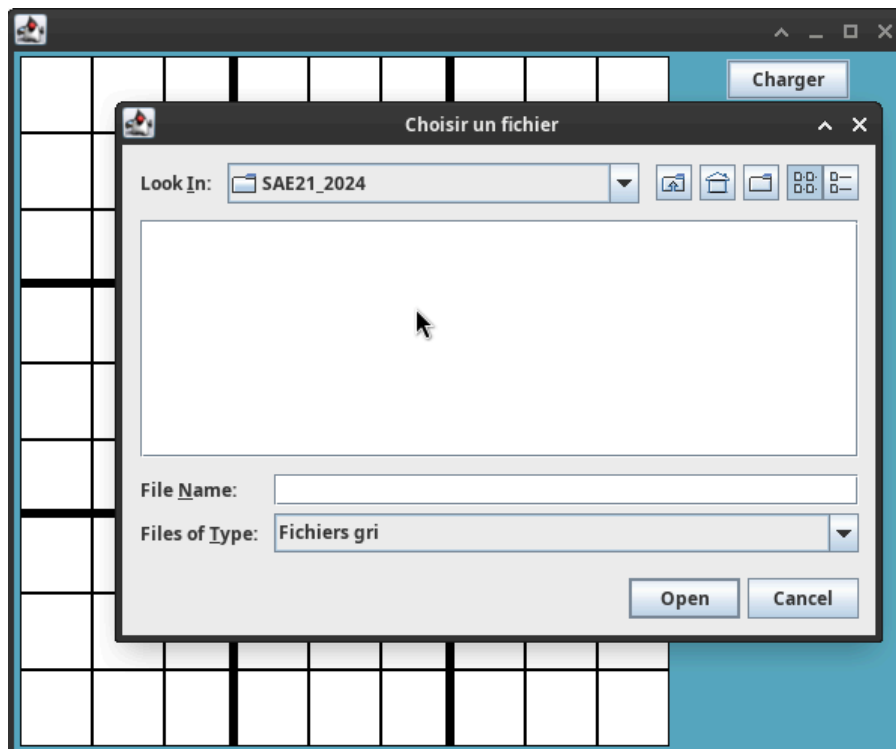 Charger
Choisir un fichier
Look In: SAE21_2024
File Name:
Files of Type: Fichiers gri
Open Cancel